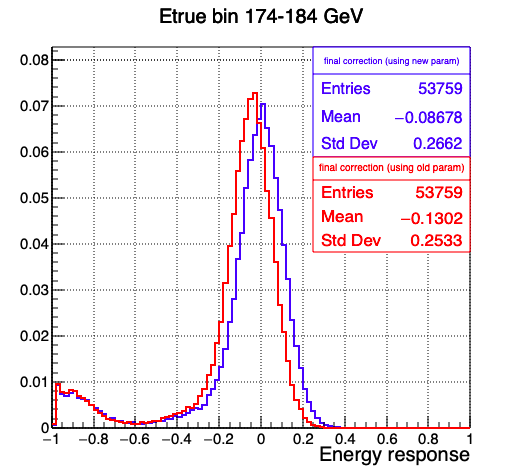 Etrue bin 174-184 GeV
final correction (using new param)
Entries 53759
Mean −0.08678
Std Dev 0.2662
final correction (using old param)
Entries 53759
Mean −0.1302
Std Dev 0.2533
0.08
0.07
0.06
0.05
0.04
0.03
0.02
0.01
0
−1 −0.8 −0.6 −0.4 −0.2 0 0.2 0.4 0.6 0.8 1
Energy response